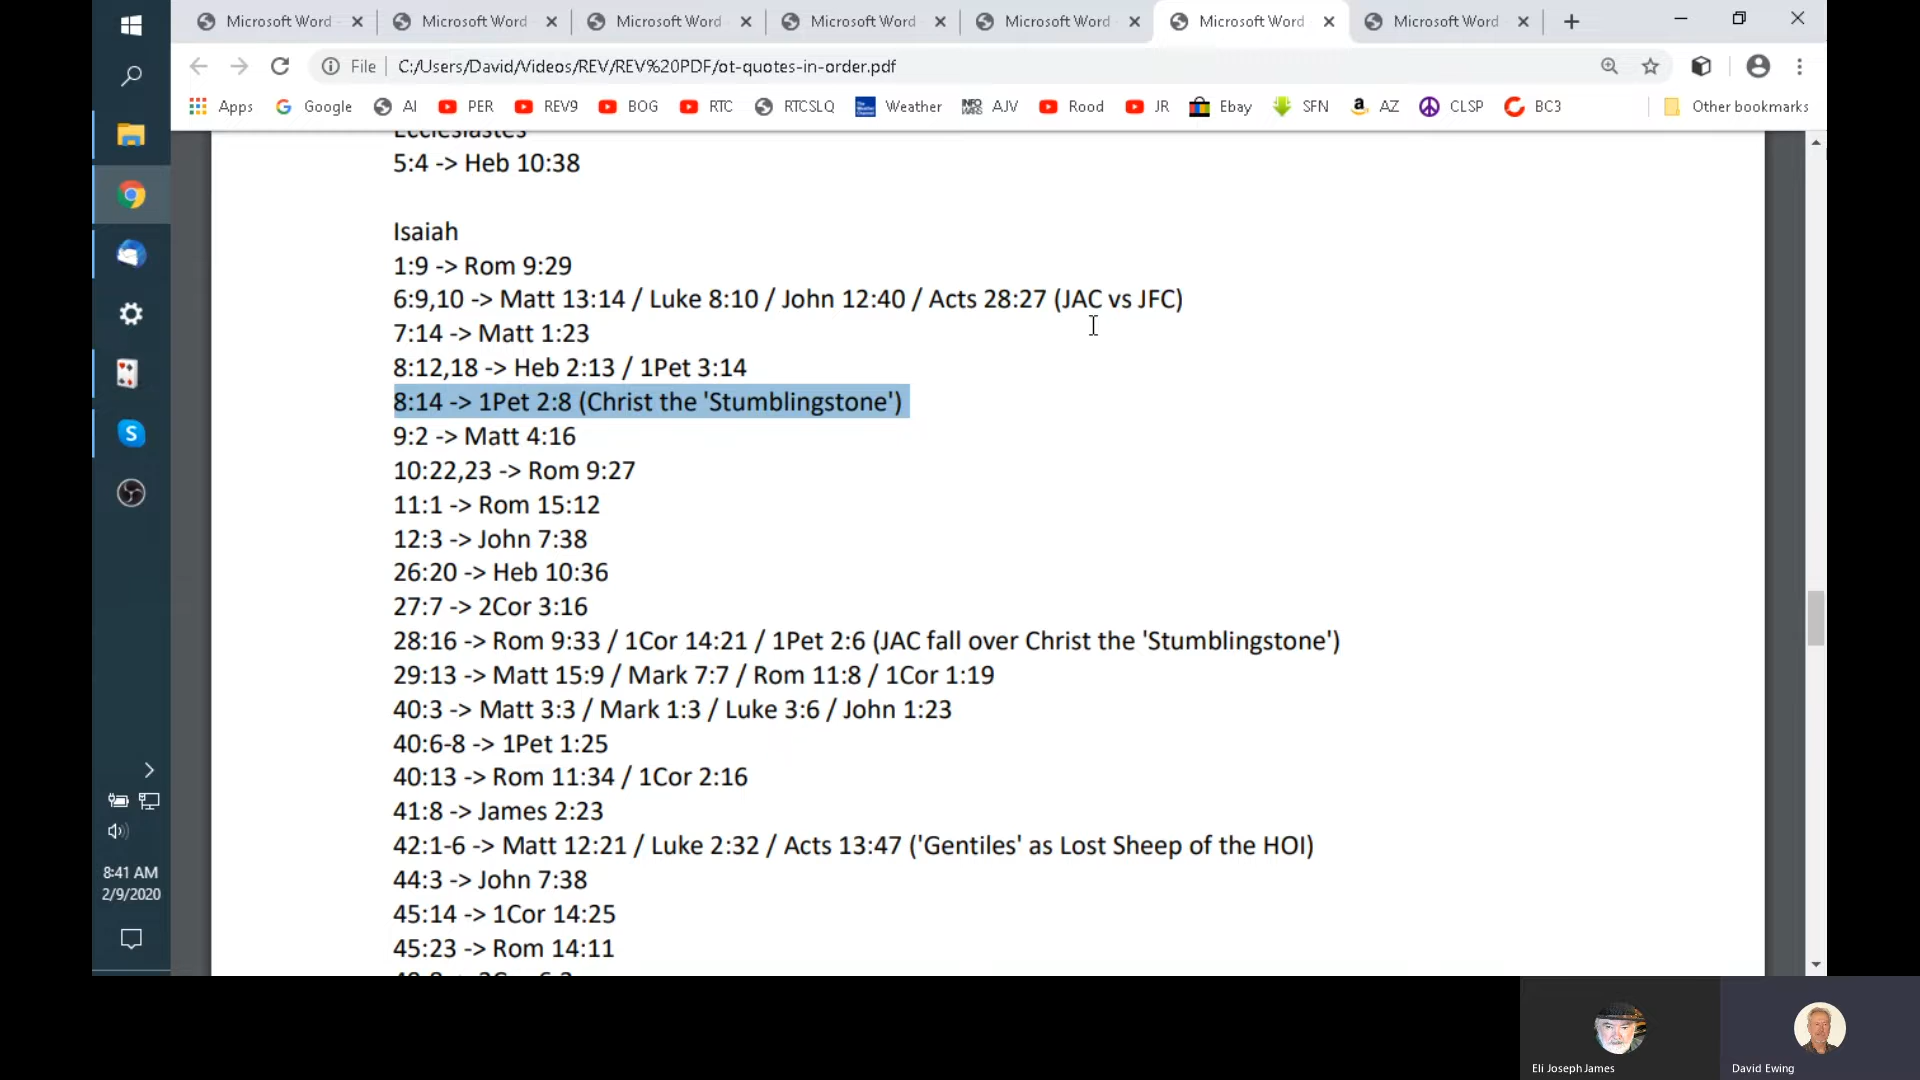 Microsoft Word
Microsoft Word
Microsoft Word
Microsoft Word
Microsoft Word
Microsoft Word
Microsoft Word
File
C:/Users/David/Videos/REV/REV%20PDF/ot-quotes-in-order.pdf
Apps
Google
AI
PER
REV9
BOG
RTC
RTCSLQ
Weather
AJV
Rood
JR
Ebay
SFN
AZ
CLSP
BC3
Other bookmarks
Ecclesiastes
5:4 -> Heb 10:38
Isaiah
1:9 -> Rom 9:29
6:9,10 -> Matt 13:14 / Luke 8:10 / John 12:40 / Acts 28:27 (JAC vs JFC)
7:14 -> Matt 1:23
8:12,18 -> Heb 2:13 / 1Pet 3:14
8:14 -> 1Pet 2:8 (Christ the 'Stumblingstone')
9:2 -> Matt 4:16
10:22,23 -> Rom 9:27
11:1 -> Rom 15:12
12:3 -> John 7:38
26:20 -> Heb 10:36
27:7 -> 2Cor 3:16
28:16 -> Rom 9:33 / 1Cor 14:21 / 1Pet 2:6 (JAC fall over Christ the 'Stumblingstone')
29:13 -> Matt 15:9 / Mark 7:7 / Rom 11:8 / 1Cor 1:19
40:3 -> Matt 3:3 / Mark 1:3 / Luke 3:6 / John 1:23
40:6-8 -> 1Pet 1:25
40:13 -> Rom 11:34 / 1Cor 2:16
41:8 -> James 2:23
42:1-6 -> Matt 12:21 / Luke 2:32 / Acts 13:47 ('Gentiles' as Lost Sheep of the HOI)
44:3 -> John 7:38
45:14 -> 1Cor 14:25
45:23 -> Rom 14:11
8:41 AM
2/9/2020
Eli Joseph James
David Ewing